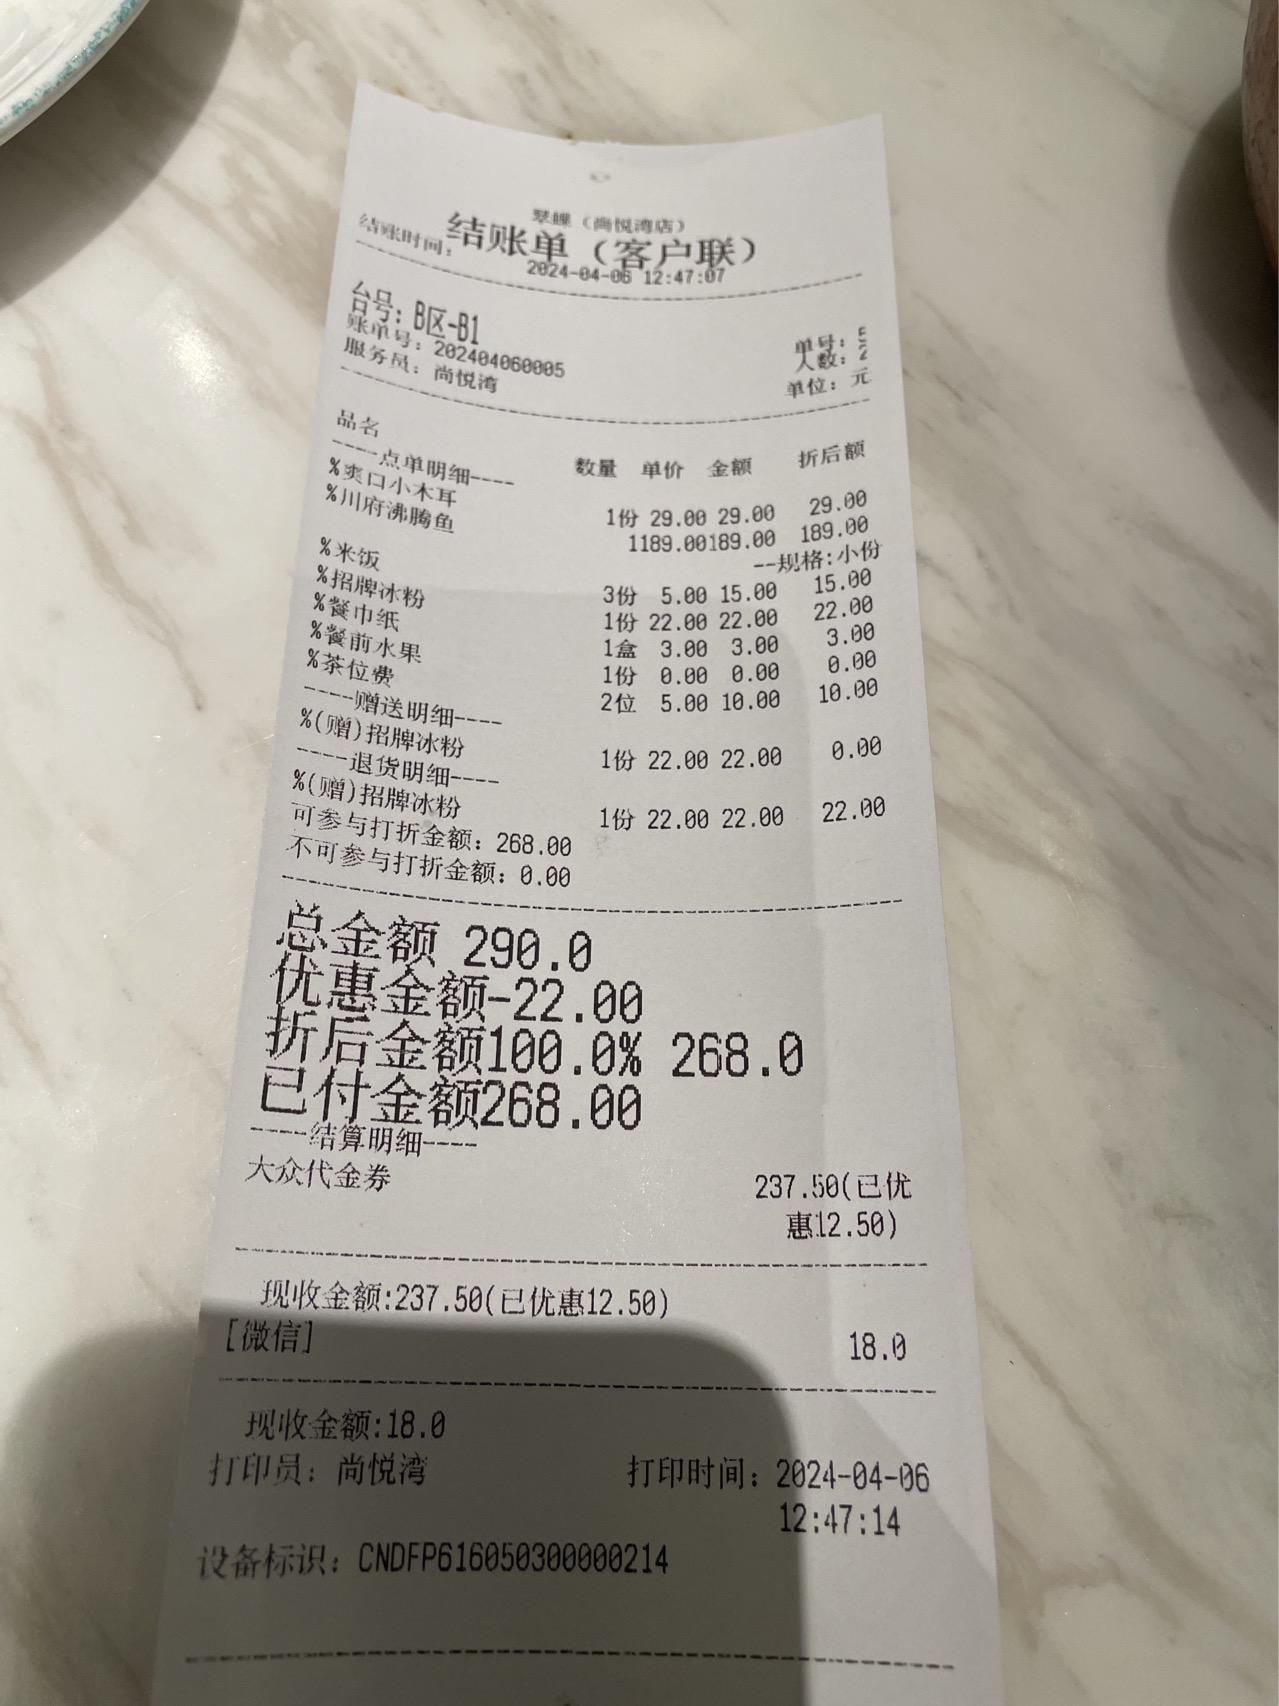 翠蝶（尚悦湾店）
结账单（客户联）
结账时间： 2024-04-06 12:47:07
台号：B区-B1
账单号：202404060005 单号：
服务员：尚悦湾 人数：
单位：元
品名 数量 单价 金额 折后额
----点单明细----
%爽口小木耳 1份 29.00 29.00 29.00
%川府沸腾鱼 1189.00189.00 189.00
--规格:小份
%米饭 3份 5.00 15.00 15.00
%招牌冰粉 1份 22.00 22.00 22.00
%餐巾纸 1盒 3.00 3.00 3.00
%餐前水果 1份 0.00 0.00 0.00
%茶位费 2位 5.00 10.00 10.00
----赠送明细----
%(赠)招牌冰粉 1份 22.00 22.00 0.00
----退货明细----
%(赠)招牌冰粉 1份 22.00 22.00 22.00
可参与打折金额：268.00
不可参与打折金额：0.00
总金额 290.0
优惠金额-22.00
折后金额100.0% 268.0
已付金额268.00
----结算明细----
大众代金券 237.50(已优
惠12.50)
现收金额:237.50(已优惠12.50)
[微信] 18.0
现收金额:18.0
打印员：尚悦湾 打印时间：2024-04-06
12:47:14
设备标识：CNDFP616050300000214